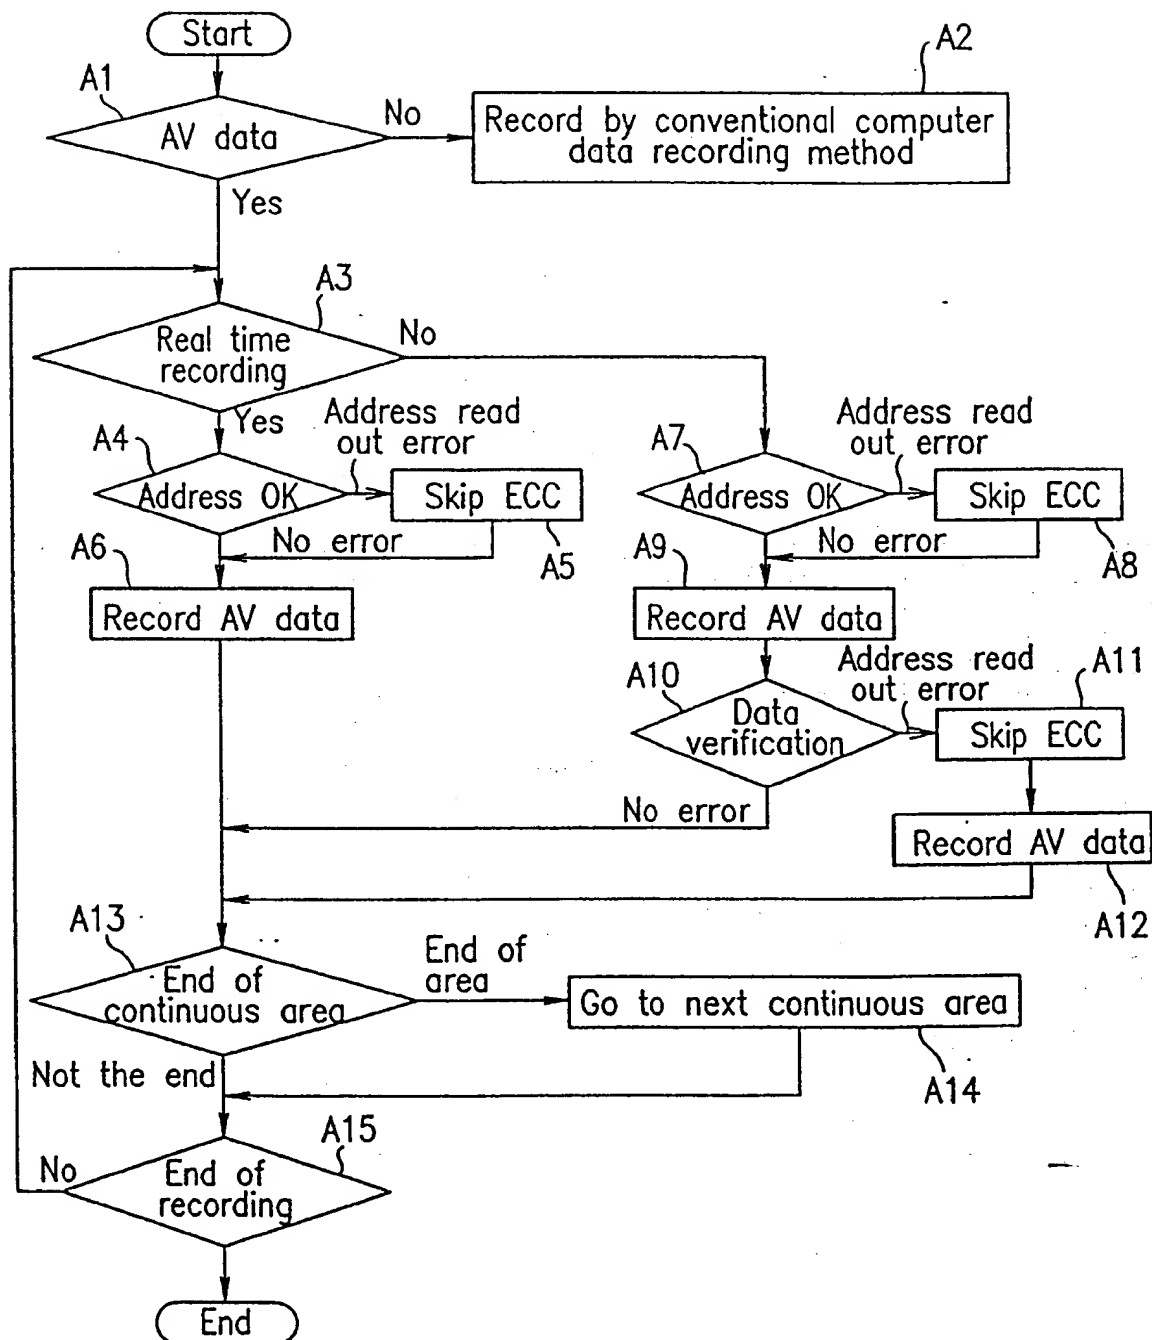 Start
A1
A2
AV data
No
Record by conventional computer
data recording method
Yes
A3
Real time
recording
No
Yes
Address read
out error
A4
Address OK
Skip ECC
No error
A5
A6
Record AV data
Address read
out error
A7
Address OK
Skip ECC
No error
A8
A9
Record AV data
Address read
out error
A10
A11
Data
verification
Skip ECC
No error
Record AV data
A12
A13
End of
continuous area
End of
area
Go to next continuous area
Not the end
A14
A15
No
End of
recording
End